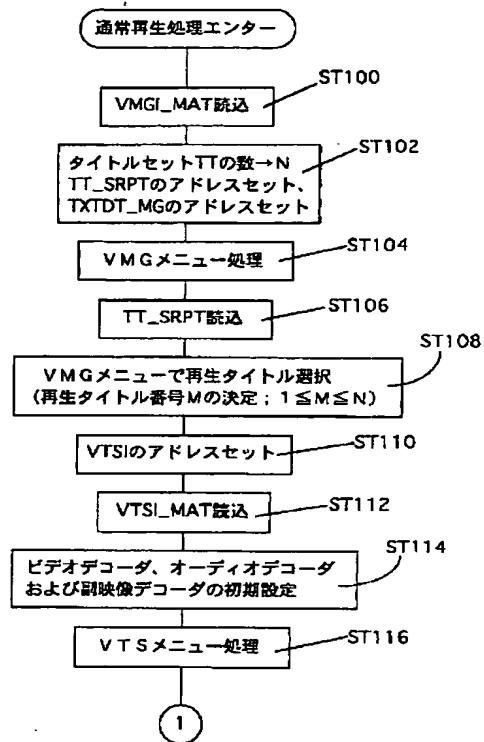 通常再生処理エンター
ST100
VMGI_MAT読込
ST102
タイトルセットTTの数→N
TT_SRPTのアドレスセット、
TXTDT_MGのアドレスセット
ST104
VMGメニュー処理
ST106
TT_SRPT読込
ST108
VMGメニューで再生タイトル選択
(再生タイトル番号Mの決定;1≦M≦N)
ST110
VTSIのアドレスセット
ST112
VTSI_MAT読込
ST114
ビデオデコーダ、オーディオデコーダ
および副映像デコーダの初期設定
ST116
VTSメニュー処理
1